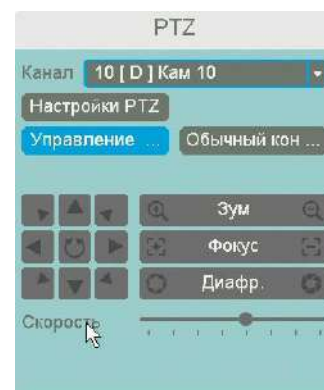 PTZ
Канал 10 [ D ] Кам 10
Настройки PTZ
Управление ... Обычный кон ...
Зум
Фокус
Диафр.
Скорость